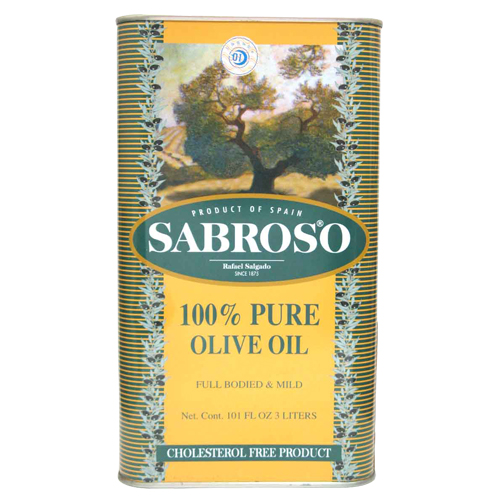 PRODUCT OF SPAIN
SABROSO®
Rafael Salgado
SINCE 1875
100% PURE
OLIVE OIL
FULL BODIED & MILD
Net. Cont. 101 FL OZ 3 LITERS
CHOLESTEROL FREE PRODUCT